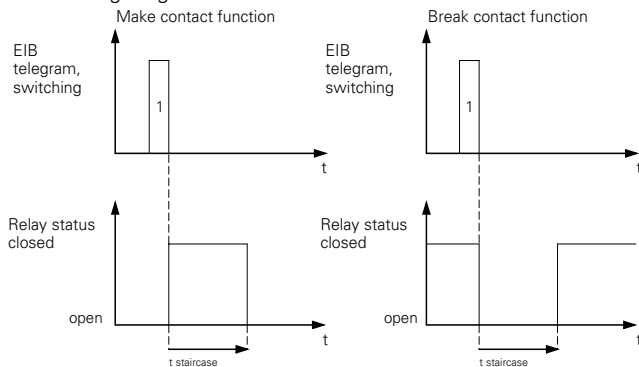 Make contact function
EIB
telegram,
switching
1
t
Relay status
closed
open
t
t staircase
Break contact function
EIB
telegram,
switching
1
t
Relay status
closed
open
t
t staircase